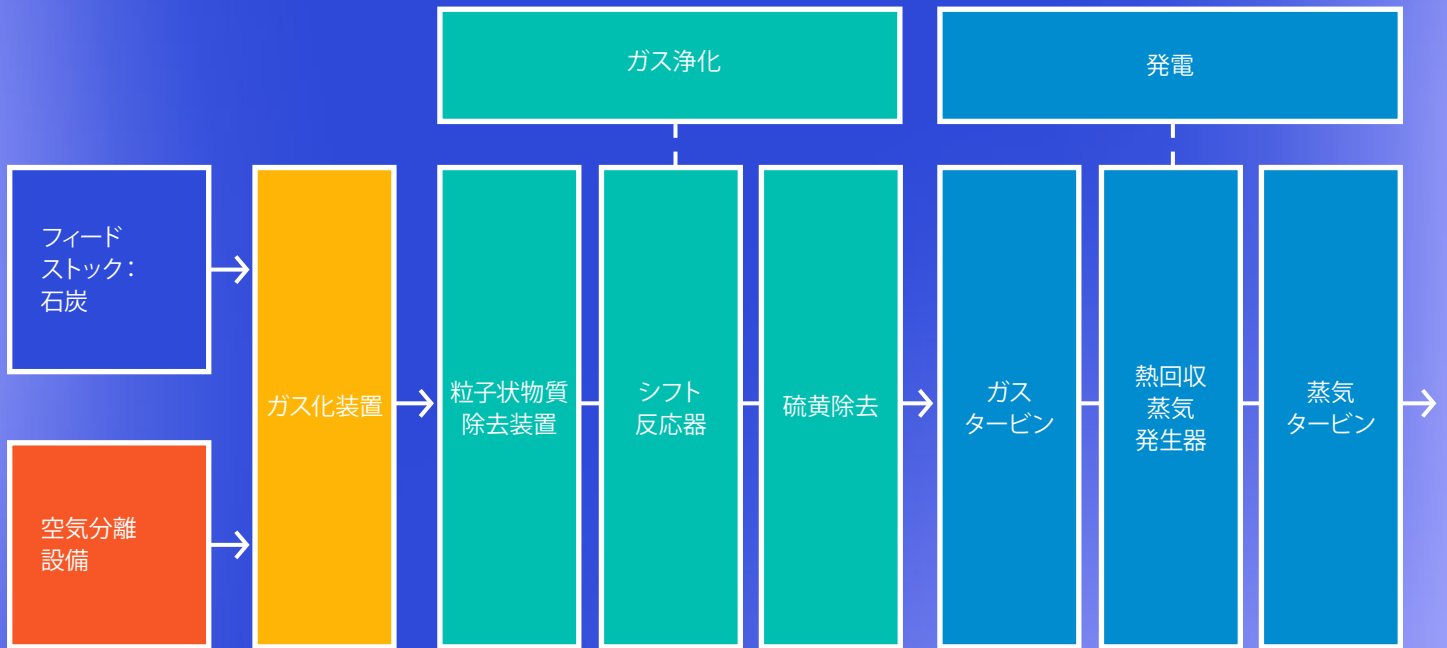 ガス浄化
発電
フィード
ストック：
石炭
空気分離
設備
ガス化装置
粒子状物質
除去装置
シフト
反応器
硫黄除去
ガス
タービン
熱回収
蒸気
発生器
蒸気
タービン